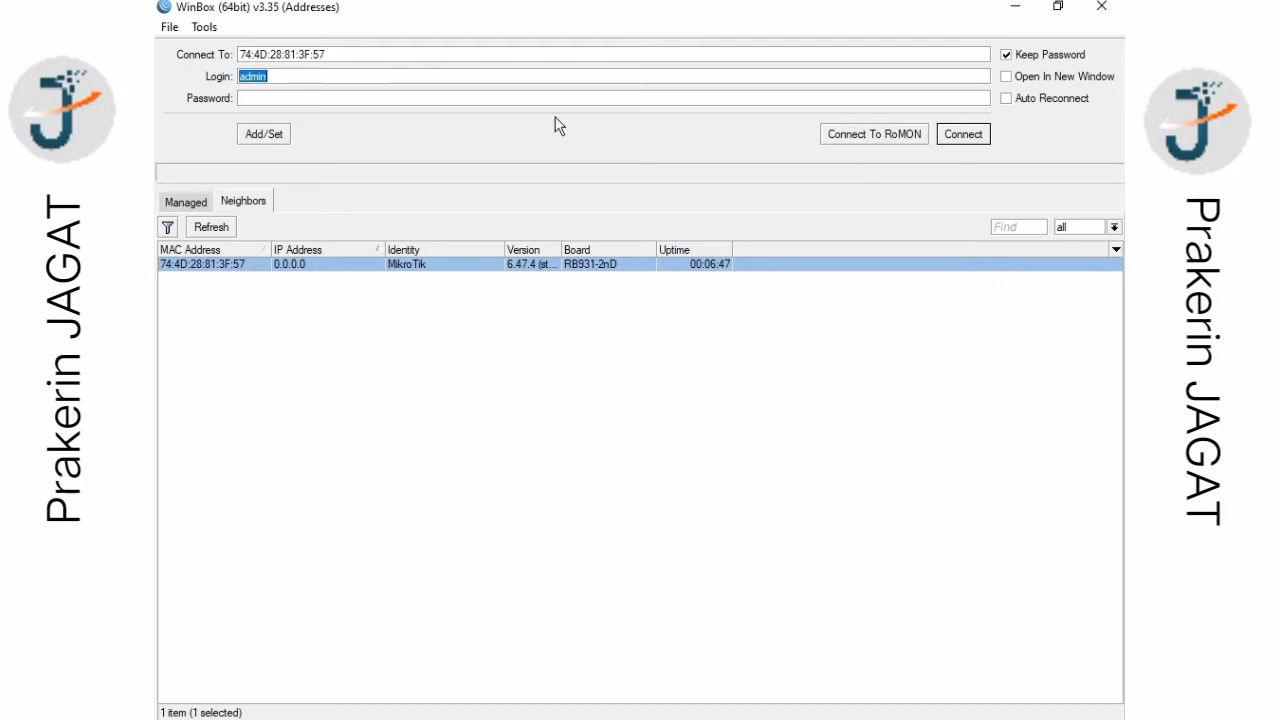 WinBox (64bit) v3.35 (Addresses)
File Tools
Connect To: 74:4D:28:81:3F:57
Keep Password
Login: admin
Open In New Window
Password:
Auto Reconnect
Add/Set
Connect To RoMON
Connect
Managed
Neighbors
Refresh
Find
all
MAC Address IP Address Identity Version Board Uptime
74:4D:28:81:3F:57 0.0.0.0 MikroTik 6.47.4 (st... RB931-2nD 00:06:47
1 item (1 selected)
Prakerin JAGAT
Prakerin JAGAT